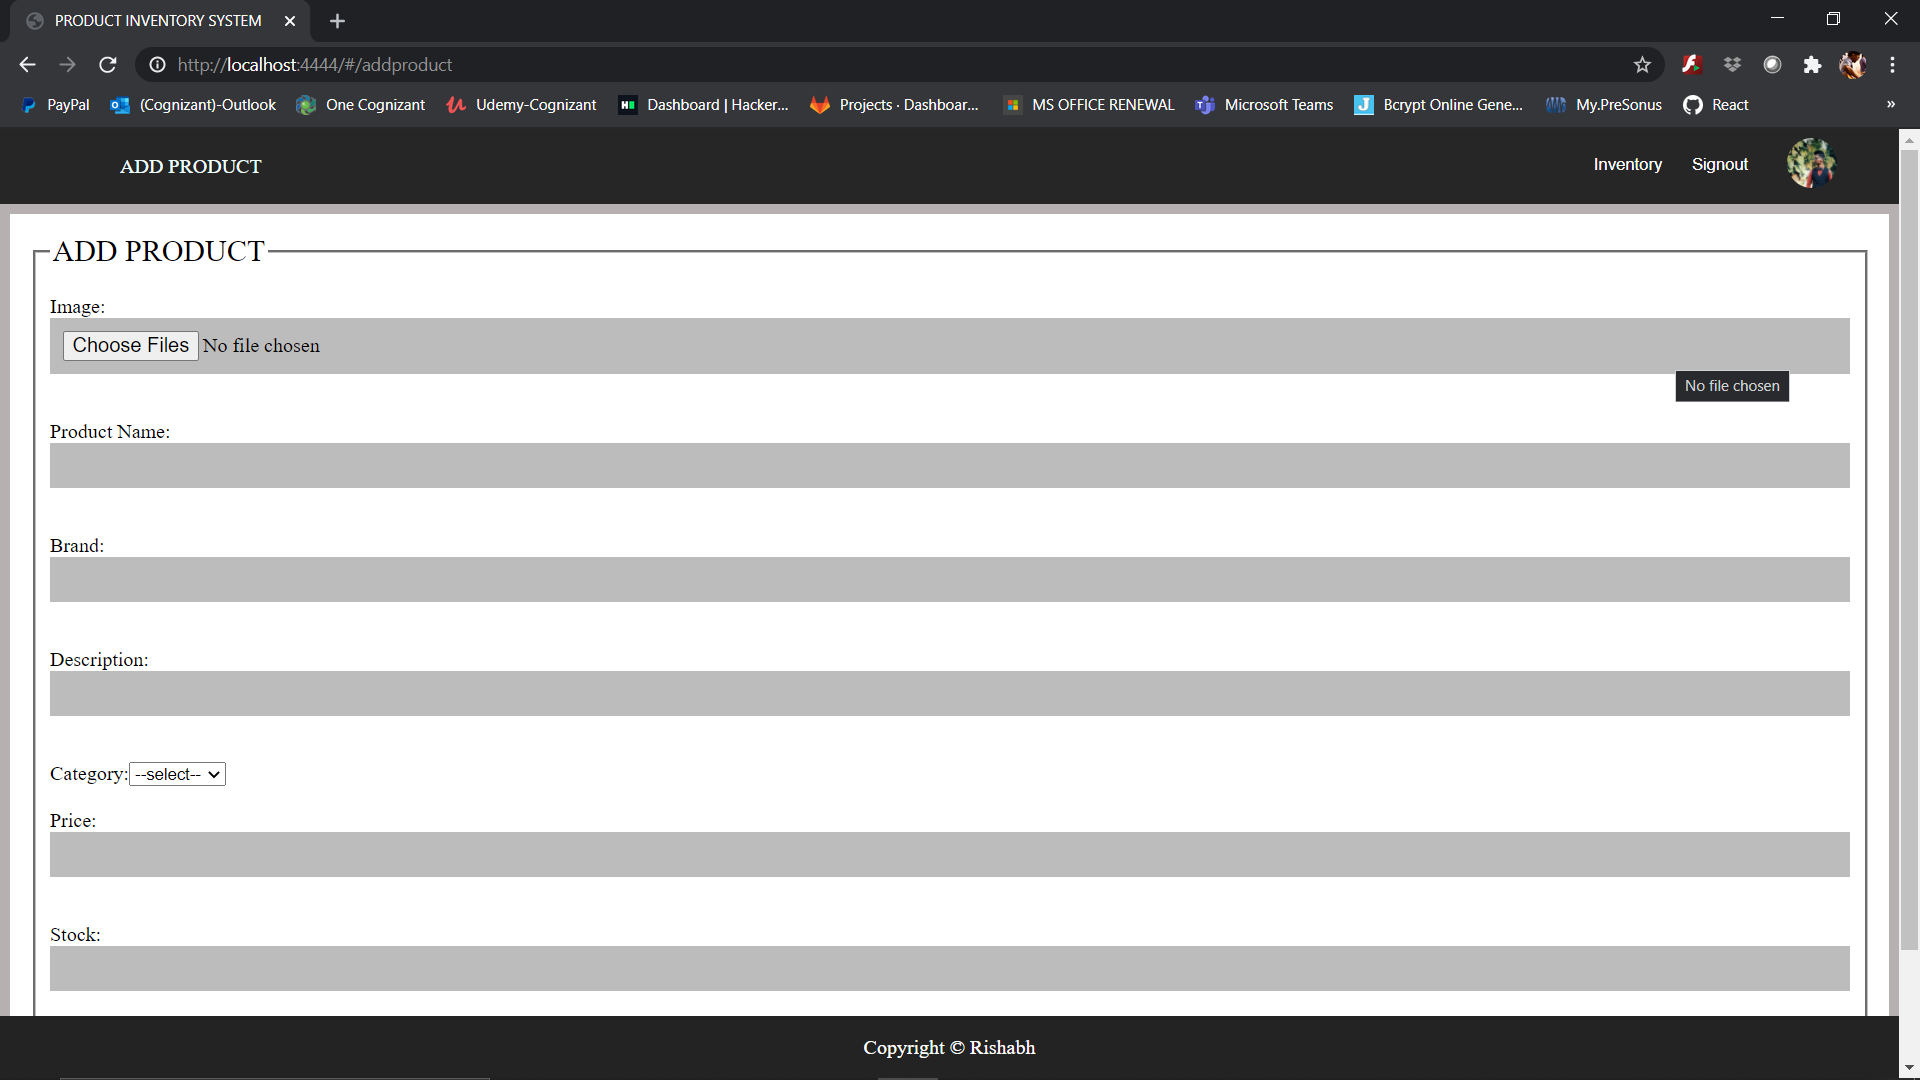 PRODUCT INVENTORY SYSTEM
http://localhost:4444/#/addproduct
PayPal (Cognizant)-Outlook One Cognizant Udemy-Cognizant Dashboard | Hacker... Projects · Dashboar... MS OFFICE RENEWAL Microsoft Teams J Bcrypt Online Gene... My.PreSonus React »
ADD PRODUCT Inventory Signout
ADD PRODUCT
Image:
Choose Files No file chosen
No file chosen
Product Name:
Brand:
Description:
Category: --select--
Price:
Stock:
Copyright © Rishabh